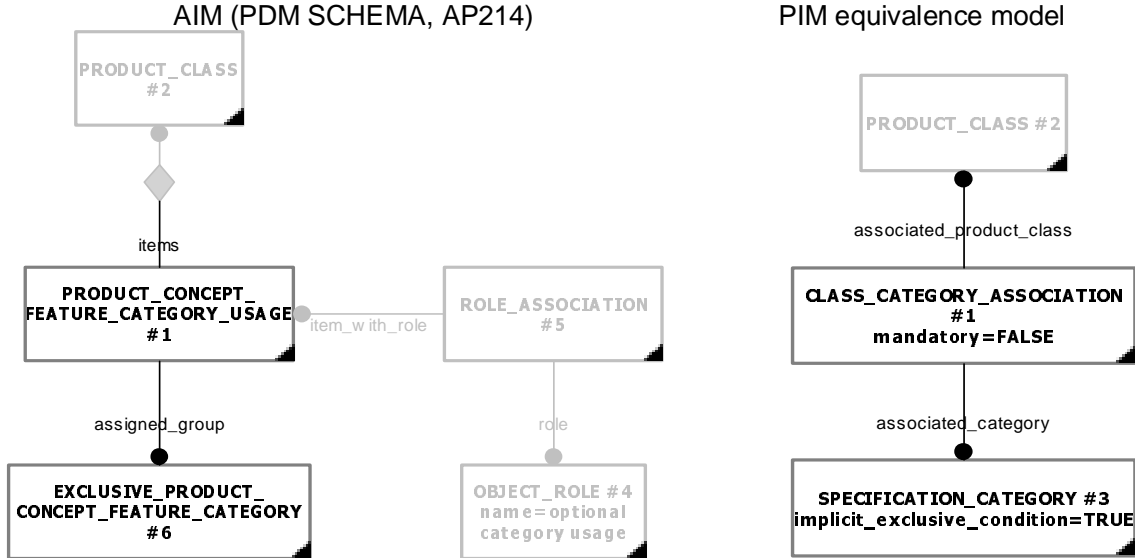 AIM (PDM SCHEMA, AP214)
PIM equivalence model
PRODUCT_CLASS
#2
PRODUCT_CLASS #2
items
associated_product_class
PRODUCT_CONCEPT_
FEATURE_CATEGORY_USAGE
#1
item_with_role
ROLE_ASSOCIATION
#5
CLASS_CATEGORY_ASSOCIATION
#1
mandatory=FALSE
assigned_group
role
associated_category
EXCLUSIVE_PRODUCT_
CONCEPT_FEATURE_CATEGORY
#6
OBJECT_ROLE #4
name=optional
category usage
SPECIFICATION_CATEGORY #3
implicit_exclusive_condition=TRUE